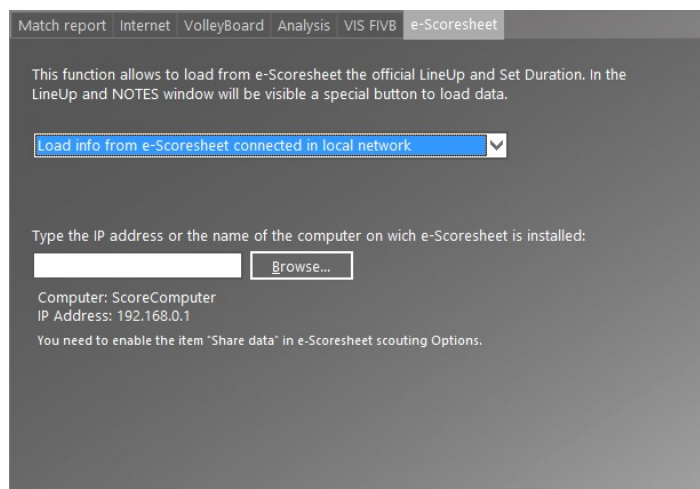 Match report Internet VolleyBoard Analysis VIS FIVB e-Scoresheet
This function allows to load from e-Scoresheet the official LineUp and Set Duration. In the
LineUp and NOTES window will be visible a special button to load data.
Load info from e-Scoresheet connected in local network
Type the IP address or the name of the computer on wich e-Scoresheet is installed:
Browse...
Computer: ScoreComputer
IP Address: 192.168.0.1
You need to enable the item "Share data" in e-Scoresheet scouting Options.